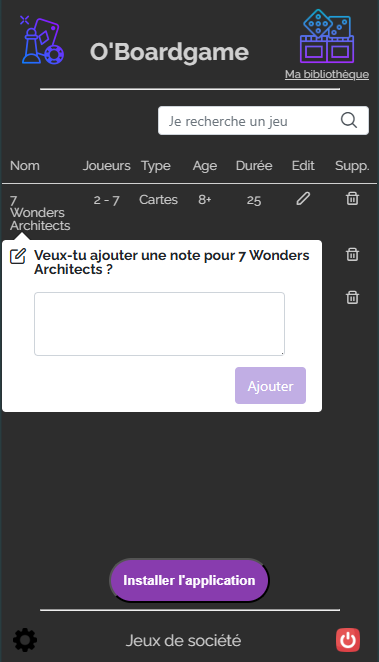 O'Boardgame
Ma bibliothèque
Je recherche un jeu
Nom Joueurs Type Age Durée Edit Supp.
7 2 - 7 Cartes 8+ 25
Wonders
Architects
Veux-tu ajouter une note pour 7 Wonders
Architects ?
Ajouter
Installer l'application
Jeux de société